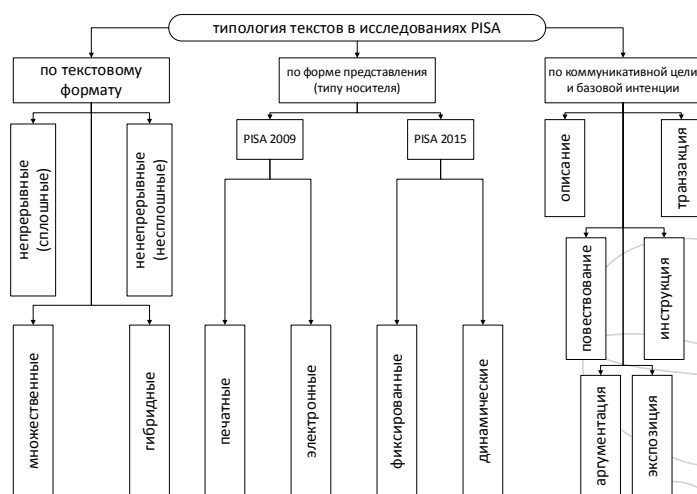 типология текстов в исследованиях PISA
по текстовому
формату
по форме представления
(типу носителя)
по коммуникативной цели
и базовой интенции
непрерывные
(сплошные)
ненепрерывные
(несплошные)
PISA 2009
PISA 2015
описание
транзакция
повествование
инструкция
множественные
гибридные
печатные
электронные
фиксированные
динамические
аргументация
экспозиция